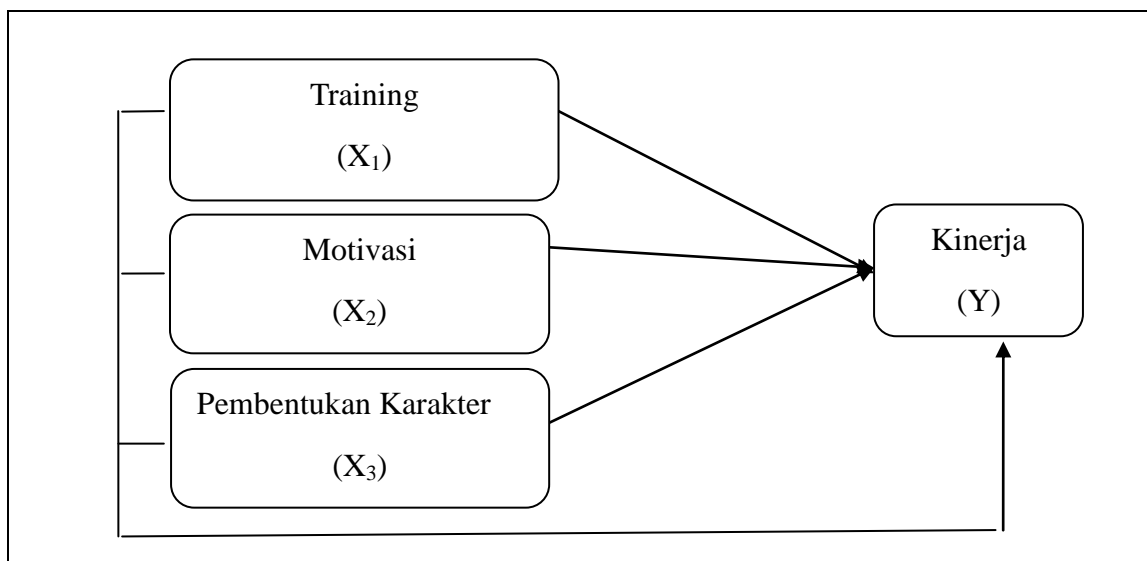 Training
(X₁)
Motivasi
(X₂)
Pembentukan Karakter
(X₃)
Kinerja
(Y)